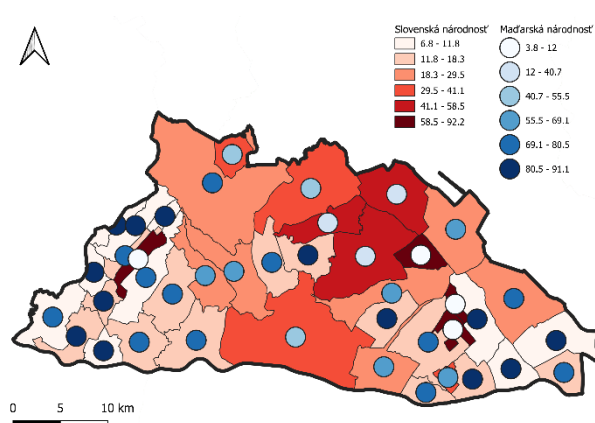 Slovenská národnosť
6.8 - 11.8
11.8 - 18.3
18.3 - 29.5
29.5 - 41.1
41.1 - 58.5
58.5 - 92.2
Maďarská národnosť
3.8 - 12
12 - 40.7
40.7 - 55.5
55.5 - 69.1
69.1 - 80.5
80.5 - 91.1
0 5 10 km